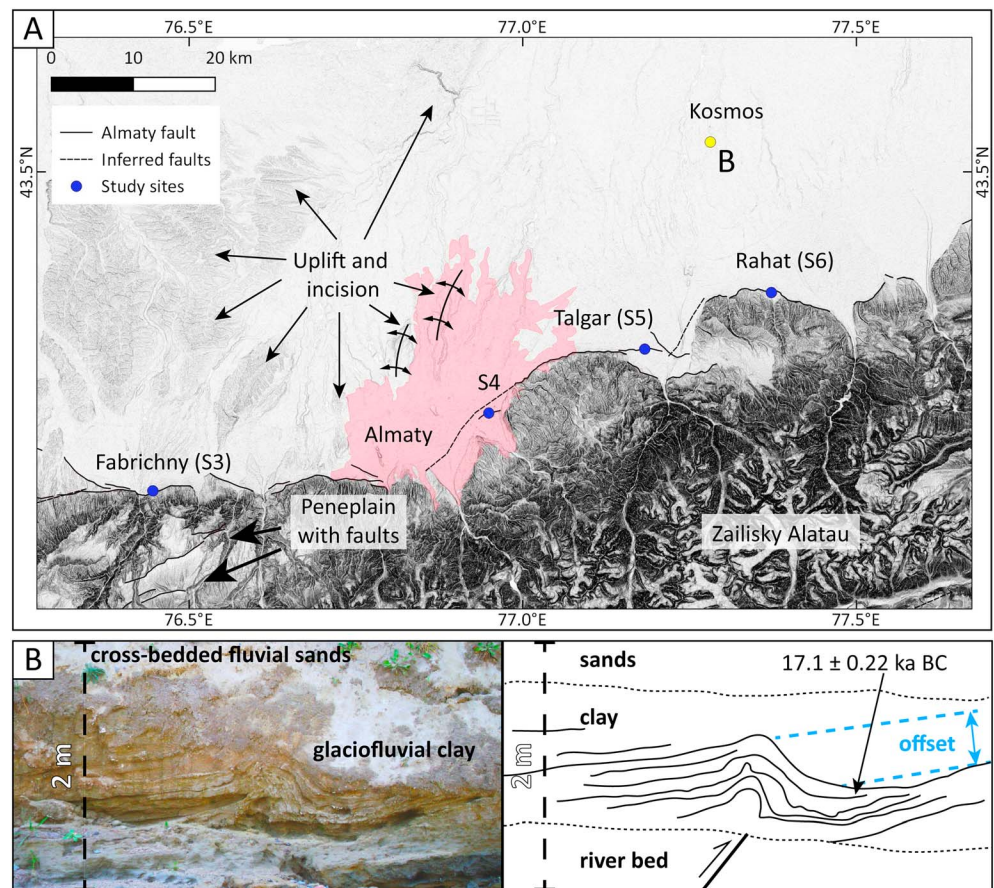 A
76.5°E
77.0°E
77.5°E
0
10
20 km
Almaty fault
Inferred faults
Study sites
43.5°N
43.5°N
Kosmos
B
Uplift and
incision
Rahat (S6)
Talgar (S5)
S4
Almaty
Fabrichny (S3)
Peneplain
with faults
Zailisky Alatau
76.5°E
77.0°E
77.5°E
B
cross-bedded fluvial sands
glaciofluvial clay
2 m
sands
17.1 ± 0.22 ka BC
clay
offset
2 m
river bed